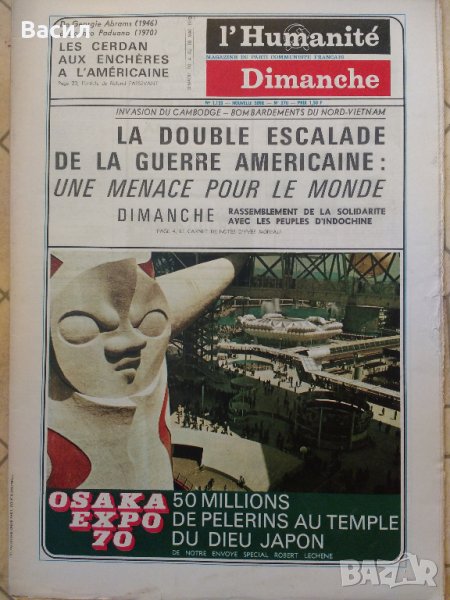 Васил
De Georgie Abrams (1946)
Paduano (1970)
LES CERDAN
AUX ENCHÈRES
A L'AMÉRICAINE
l'Humanité
MAGAZINE DU PARTI COMMUNISTE FRANÇAIS
Dimanche
INVASION DU CAMBODGE - BOMBARDEMENTS DU NORD-VIETNAM
LA DOUBLE ESCALADE
DE LA GUERRE AMERICAINE :
UNE MENACE POUR LE MONDE
DIMANCHE RASSEMBLEMENT DE LA SOLIDARITE
AVEC LES PEUPLES D'INDOCHINE
OSAKA
EXPO
70
50 MILLIONS
DE PELERINS AU TEMPLE
DU DIEU JAPON
DE NOTRE ENVOYE SPECIAL ROBERT LECHENE
BAZAR.BG